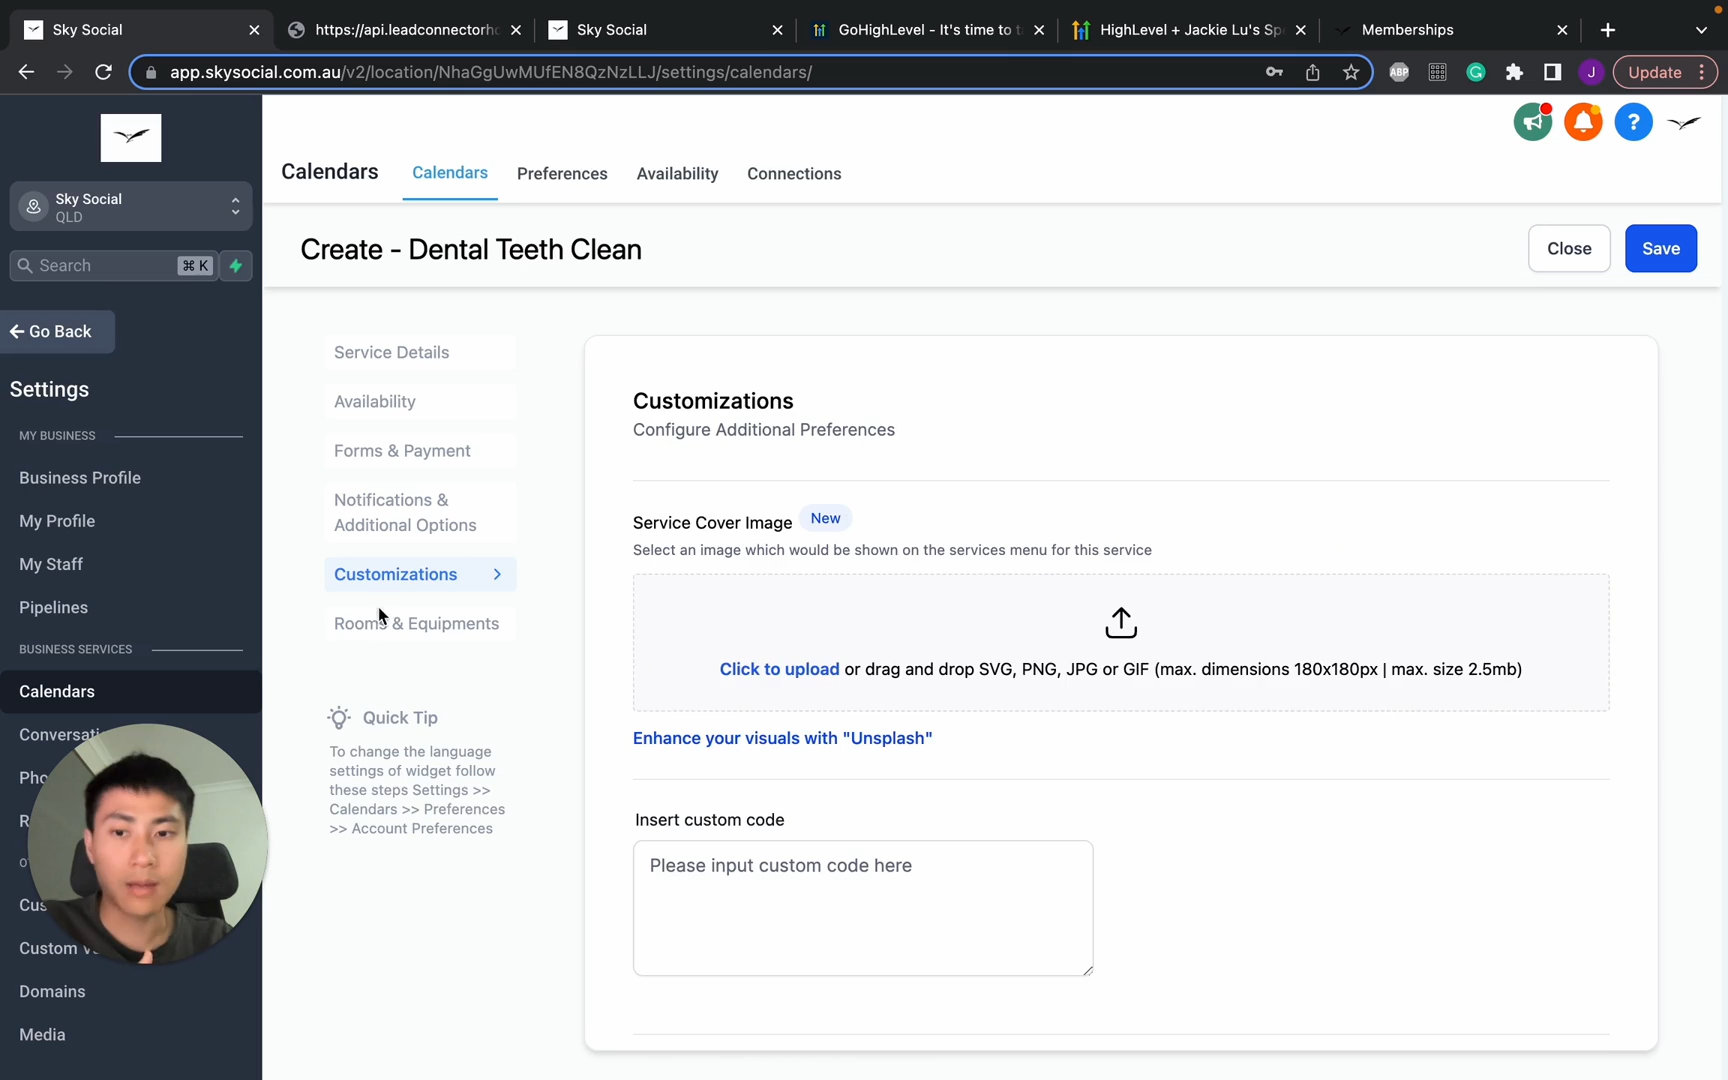 Sky Social
https://api.leadconnectorho
Sky Social
GoHighLevel - It's time to t
HighLevel + Jackie Lu's Sp
Memberships
app.skysocial.com.au/v2/location/NhaGgUwMUfEN8QzNzLLJ/settings/calendars/
ABP
J
Update
Sky Social
QLD
Search
⌘ K
Go Back
Settings
MY BUSINESS
Business Profile
My Profile
My Staff
Pipelines
BUSINESS SERVICES
Calendars
Conversati
Pho
R
O
Cus
Custom V
Domains
Media
Calendars
Calendars
Preferences
Availability
Connections
Create - Dental Teeth Clean
Close
Save
Service Details
Availability
Forms & Payment
Notifications &
Additional Options
Customizations
Rooms & Equipments
Quick Tip
To change the language
settings of widget follow
these steps Settings >>
Calendars >> Preferences
>> Account Preferences
Customizations
Configure Additional Preferences
Service Cover Image
New
Select an image which would be shown on the services menu for this service
Click to upload or drag and drop SVG, PNG, JPG or GIF (max. dimensions 180x180px | max. size 2.5mb)
Enhance your visuals with "Unsplash"
Insert custom code
Please input custom code here